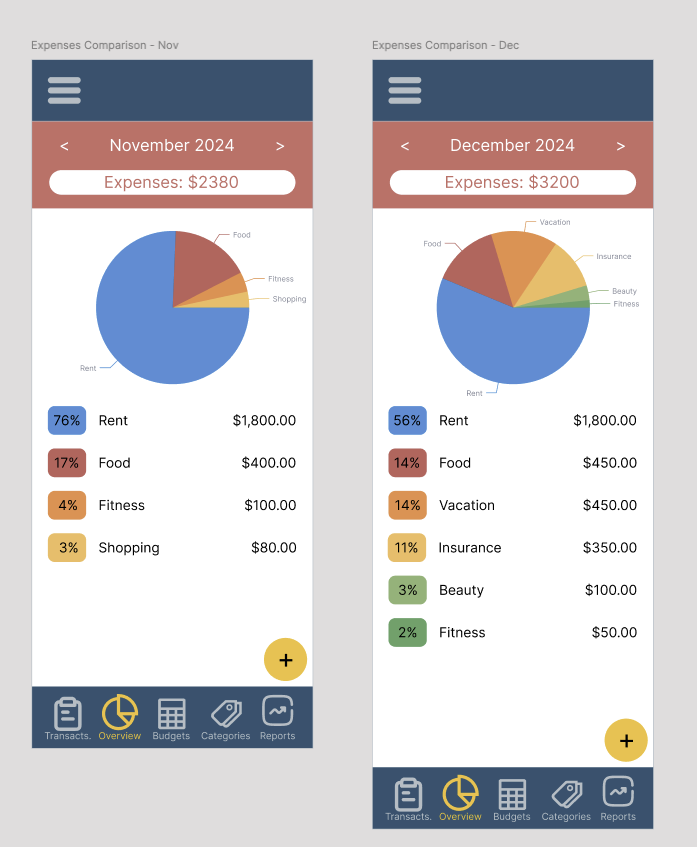 Expenses Comparison - Nov
< November 2024 >
Expenses: $2380
Food
Fitness
Shopping
Rent
76% Rent $1,800.00
17% Food $400.00
4% Fitness $100.00
3% Shopping $80.00
+
Transacts. Overview Budgets Categories Reports
Expenses Comparison - Dec
< December 2024 >
Expenses: $3200
Vacation
Food
Insurance
Beauty
Fitness
Rent
56% Rent $1,800.00
14% Food $450.00
14% Vacation $450.00
11% Insurance $350.00
3% Beauty $100.00
2% Fitness $50.00
+
Transacts. Overview Budgets Categories Reports